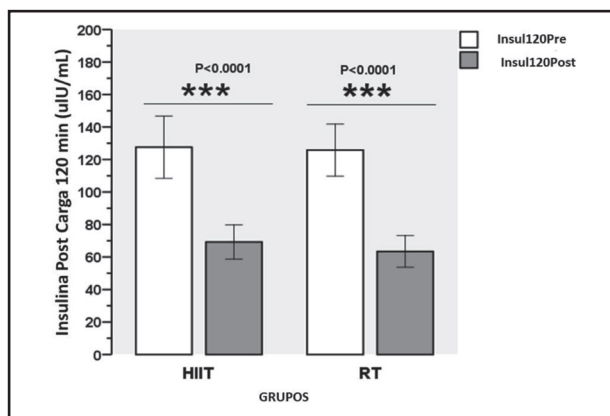 Insulina Post Carga 120 min (uIU/mL)
200
180
160
140
120
100
80
60
40
20
0
P<0.0001
***
P<0.0001
***
HIIT
RT
GRUPOS
Insul120Pre
Insul120Post